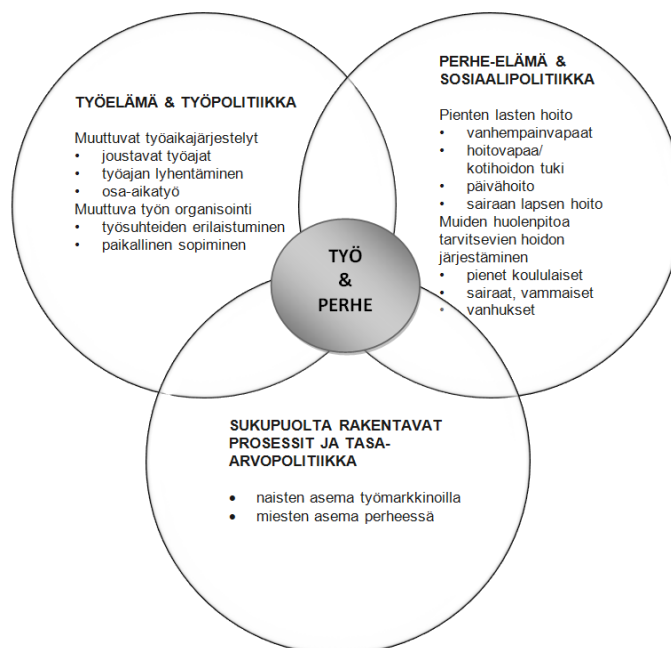 TYÖELÄMÄ & TYÖPOLITIIKKA
Muuttuvat työaikajärjestelyt
• joustavat työajat
• työajan lyhentäminen
• osa-aikatyö
Muuttuva työn organisointi
• työsuhteiden erilaistuminen
• paikallinen sopiminen
PERHE-ELÄMÄ &
SOSIAALIPOLITIIKKA
Pienten lasten hoito
• vanhempainvapaat
• hoitovapaa/
kotihoidon tuki
• päivähoito
• sairaan lapsen hoito
Muiden huolenpitoa
tarvitsevien hoidon
järjestäminen
• pienet koululaiset
• sairaat, vammaiset
• vanhukset
TYÖ
&
PERHE
SUKUPUOLTA RAKENTAVAT
PROSESSIT JA TASA-
ARVOPOLITIIKKA
• naisten asema työmarkkinoilla
• miesten asema perheessä